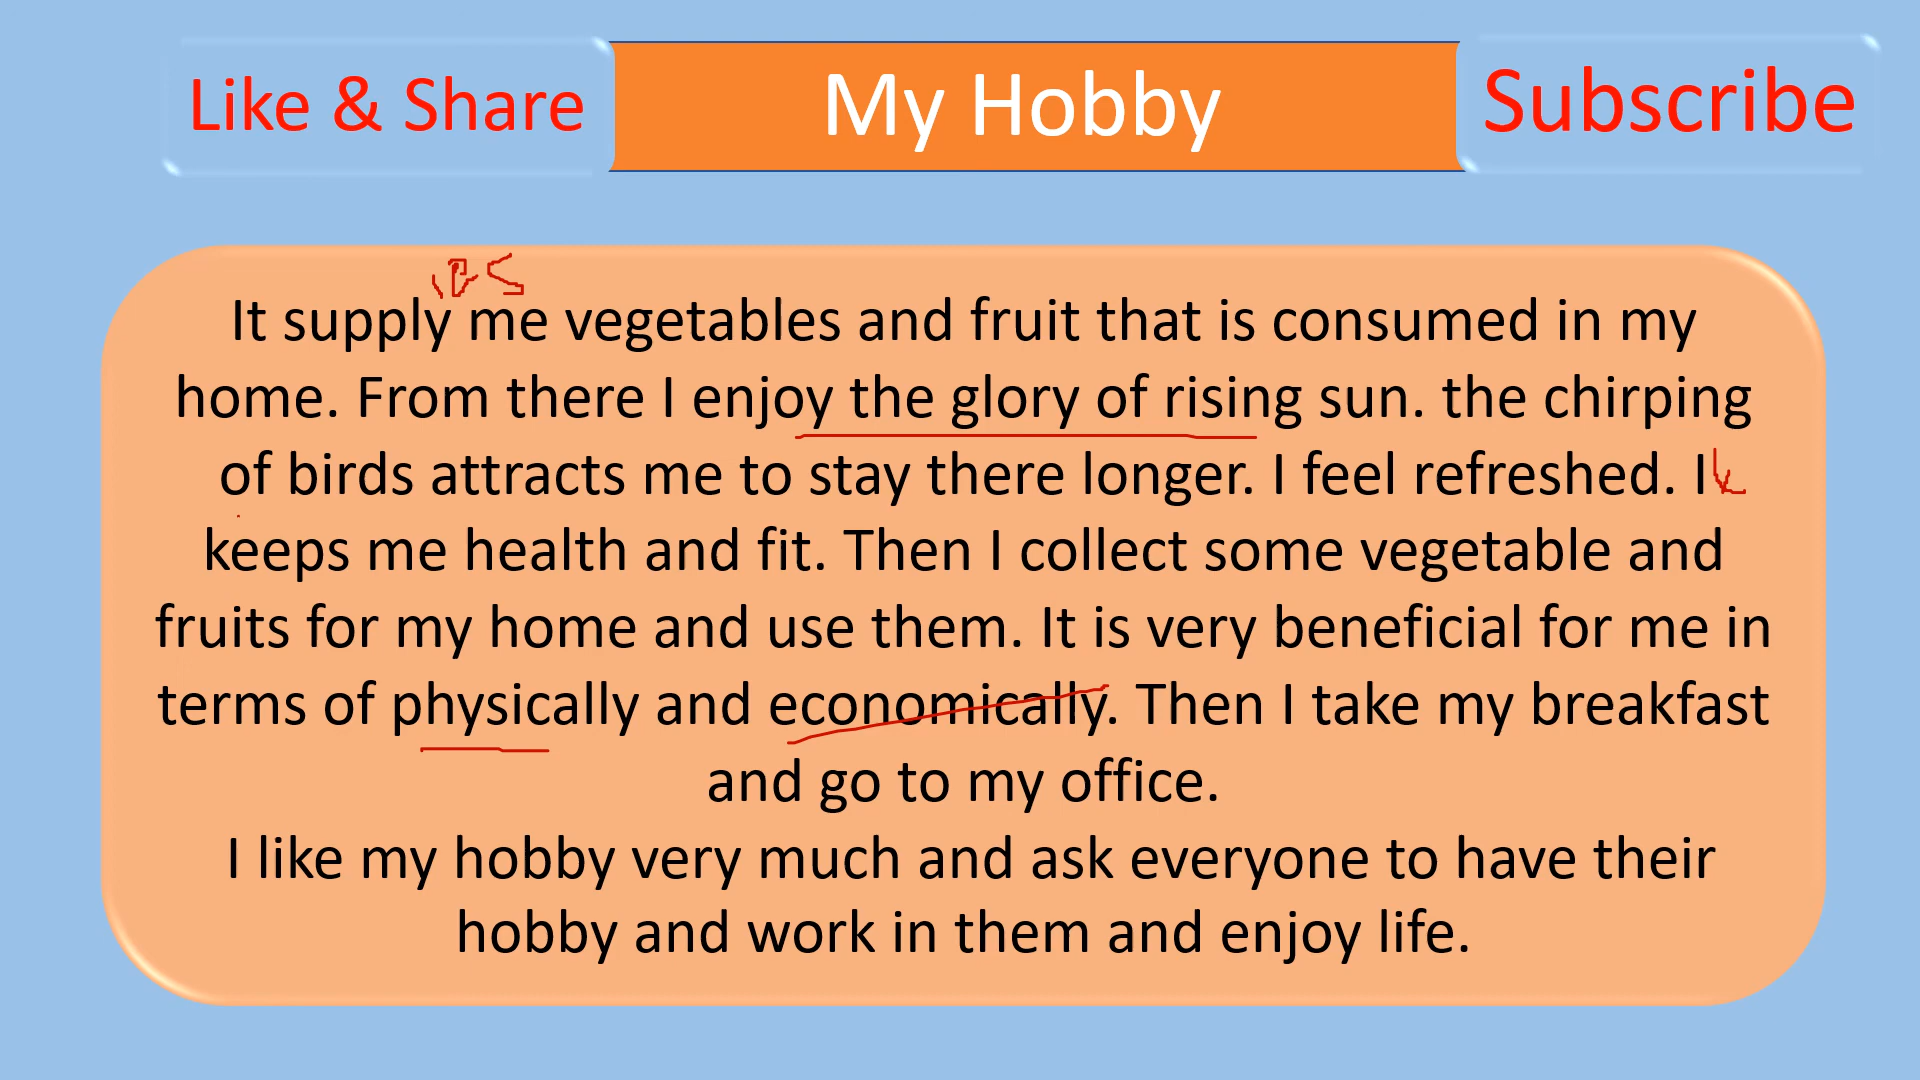 Like & Share
My Hobby
Subscribe
ies
It supply me vegetables and fruit that is consumed in my
home. From there I enjoy the glory of rising sun. the chirping
of birds attracts me to stay there longer. I feel refreshed. I
keeps me health and fit. Then I collect some vegetable and
fruits for my home and use them. It is very beneficial for me in
terms of physically and economically. Then I take my breakfast
and go to my office.
I like my hobby very much and ask everyone to have their
hobby and work in them and enjoy life.